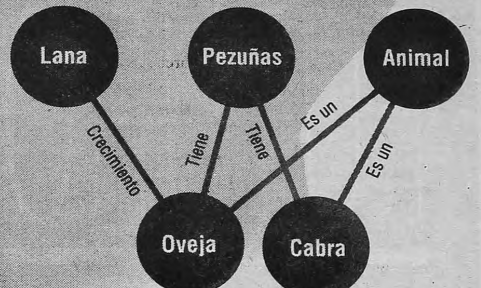 Lana
Pezuñas
Animal
Crecimiento
Tiene
Tiene
Es un
Es un
Oveja
Cabra